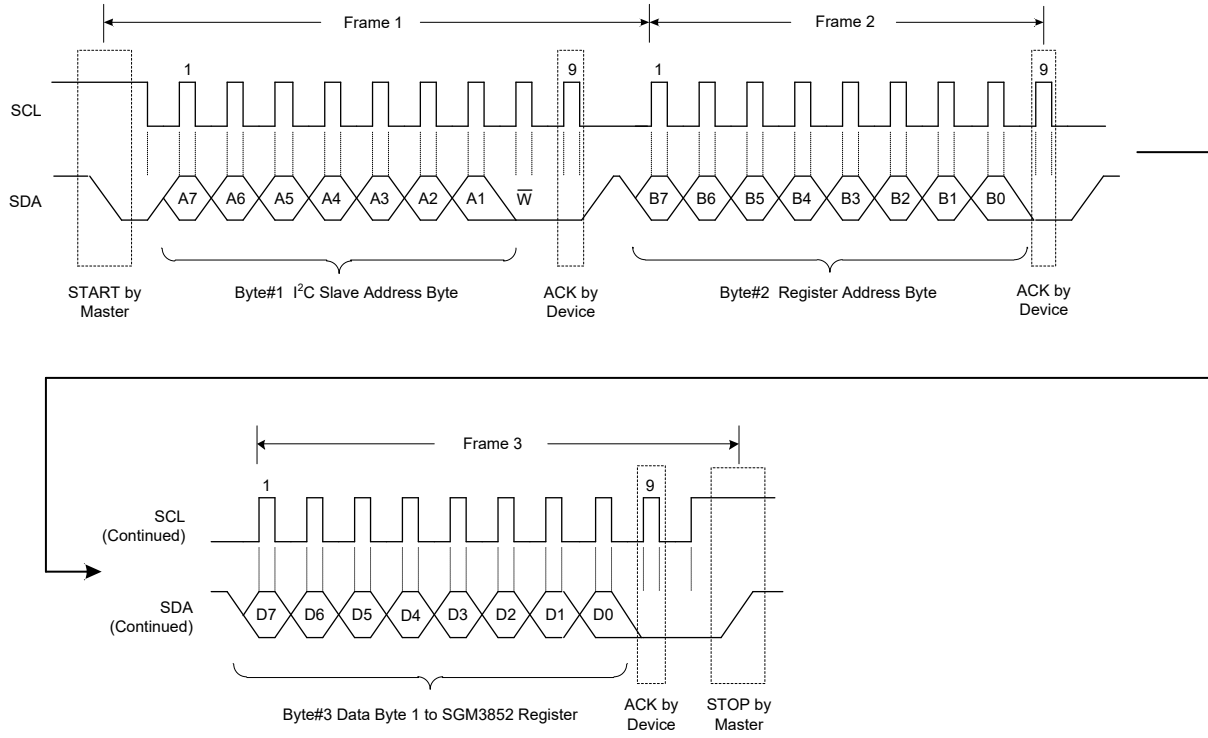 Frame 1
Frame 2
1
9
1
9
SCL
SDA
A7 A6 A5 A4 A3 A2 A1 W̅
B7 B6 B5 B4 B3 B2 B1 B0
START by
Master
Byte#1 I²C Slave Address Byte
ACK by
Device
Byte#2 Register Address Byte
ACK by
Device
Frame 3
1
9
SCL
(Continued)
SDA
(Continued)
D7 D6 D5 D4 D3 D2 D1 D0
Byte#3 Data Byte 1 to SGM3852 Register
ACK by
Device
STOP by
Master